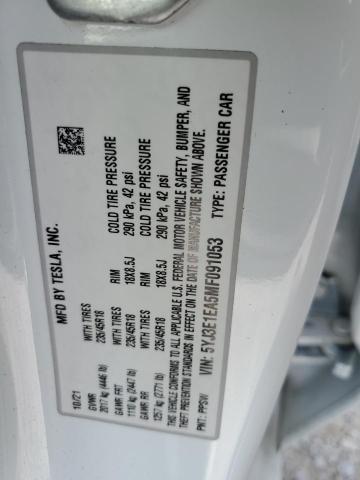 MFD BY TESLA, INC.
10/21
GVWR
2017 kg (4446 lb)
GAWR FRT WITH TIRES RIM COLD TIRE PRESSURE
1110 kg (2447 lb) 235/45R18 18X8.5J 290 kPa, 42 psi
GAWR RR WITH TIRES RIM COLD TIRE PRESSURE
1257 kg (2771 lb) 235/45R18 18X8.5J 290 kPa, 42 psi
THIS VEHICLE CONFORMS TO ALL APPLICABLE U.S. FEDERAL MOTOR VEHICLE SAFETY, BUMPER, AND
THEFT PREVENTION STANDARDS IN EFFECT ON THE DATE OF MANUFACTURE SHOWN ABOVE.
VIN: 5YJ3E1EA5MF091053 TYPE: PASSENGER CAR
PNT: PPSW